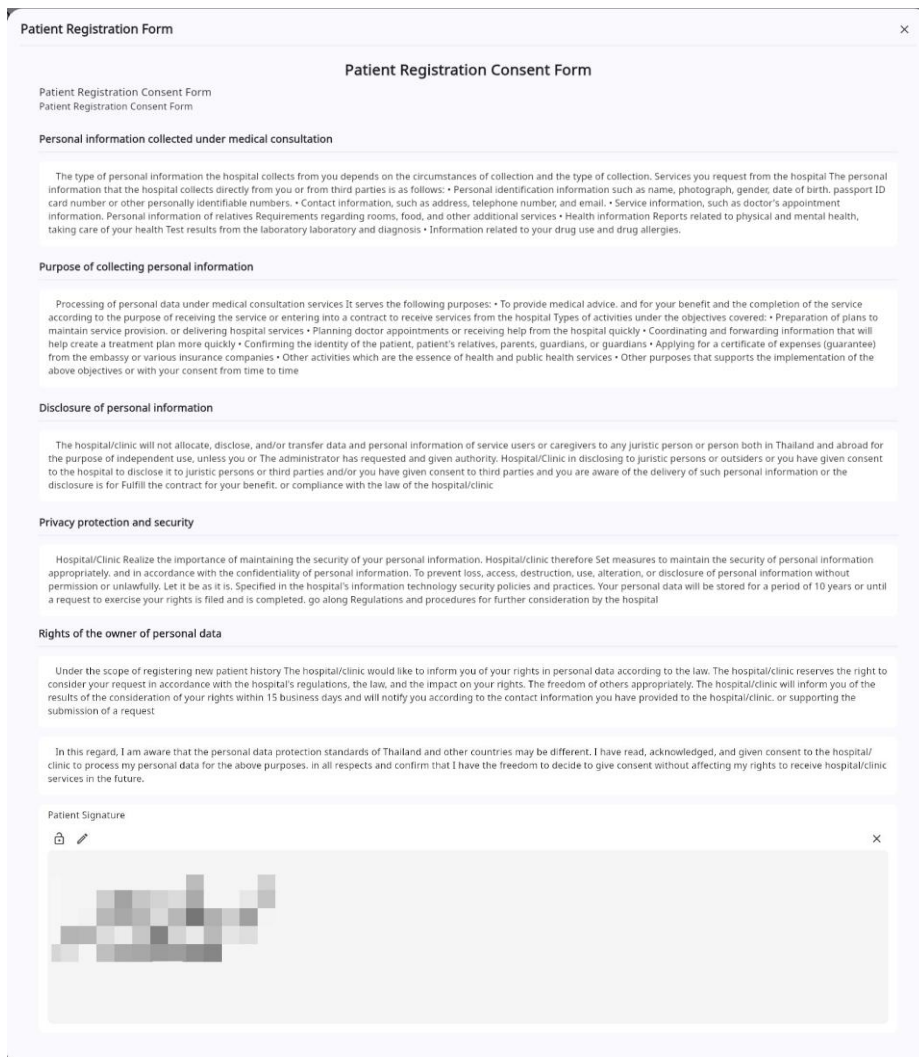 Patient Registration Form
Patient Registration Consent Form
Patient Registration Consent Form
Patient Registration Consent Form
Personal information collected under medical consultation
The type of personal information the hospital collects from you depends on the circumstances of collection and the type of collection. Services you request from the hospital The personal
information that the hospital collects directly from you or from third parties is as follows: • Personal identification information such as name, photograph, gender, date of birth. passport ID
card number or other personally identifiable numbers. • Contact information, such as address, telephone number, and email. • Service information, such as doctor's appointment
information. Personal information of relatives Requirements regarding rooms, food, and other additional services • Health information Reports related to physical and mental health,
taking care of your health Test results from the laboratory laboratory and diagnosis • Information related to your drug use and drug allergies.
Purpose of collecting personal information
Processing of personal data under medical consultation services It serves the following purposes: • To provide medical advice. and for your benefit and the completion of the service
according to the purpose of receiving the service or entering into a contract to receive services from the hospital Types of activities under the objectives covered: • Preparation of plans to
maintain service provision. or delivering hospital services • Planning doctor appointments or receiving help from the hospital quickly • Coordinating and forwarding information that will
help create a treatment plan more quickly • Confirming the identity of the patient, patient's relatives, parents, guardians, or guardians • Applying for a certificate of expenses (guarantee)
from the embassy or various insurance companies • Other activities which are the essence of health and public health services • Other purposes that supports the implementation of the
above objectives or with your consent from time to time
Disclosure of personal information
The hospital/clinic will not allocate, disclose, and/or transfer data and personal information of service users or caregivers to any juristic person or person both in Thailand and abroad for
the purpose of independent use, unless you or The administrator has requested and given authority. Hospital/Clinic in disclosing to juristic persons or outsiders or you have given consent
to the hospital to disclose it to juristic persons or third parties and/or you have given consent to third parties and you are aware of the delivery of such personal information or the
disclosure is for Fulfill the contract for your benefit. or compliance with the law of the hospital/clinic
Privacy protection and security
Hospital/Clinic Realize the importance of maintaining the security of your personal information. Hospital/clinic therefore Set measures to maintain the security of personal information
appropriately. and in accordance with the confidentiality of personal information. To prevent loss, access, destruction, use, alteration, or disclosure of personal information without
permission or unlawfully. Let it be as it is. Specified in the hospital's information technology security policies and practices. Your personal data will be stored for a period of 10 years or until
a request to exercise your rights is filed and is completed. go along Regulations and procedures for further consideration by the hospital
Rights of the owner of personal data
Under the scope of registering new patient history The hospital/clinic would like to inform you of your rights in personal data according to the law. The hospital/clinic reserves the right to
consider your request in accordance with the hospital's regulations, the law, and the impact on your rights. The freedom of others appropriately. The hospital/clinic will inform you of the
results of the consideration of your rights within 15 business days and will notify you according to the contact information you have provided to the hospital/clinic. or supporting the
submission of a request
In this regard, I am aware that the personal data protection standards of Thailand and other countries may be different. I have read, acknowledged, and given consent to the hospital/
clinic to process my personal data for the above purposes. in all respects and confirm that I have the freedom to decide to give consent without affecting my rights to receive hospital/clinic
services in the future.
Patient Signature